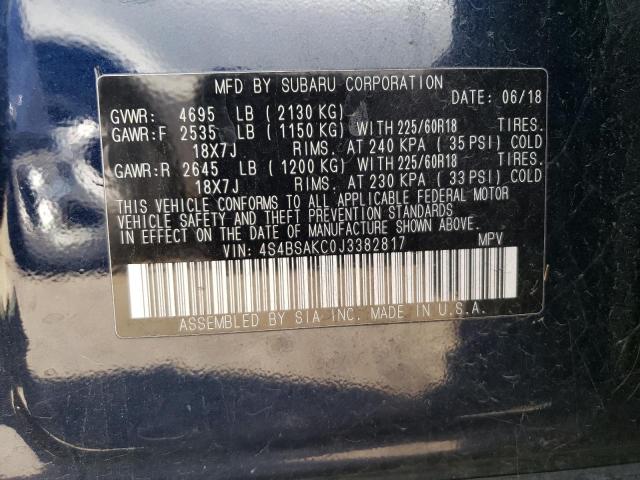 MFD BY SUBARU CORPORATION
GVWR: 4695 LB ( 2130 KG) DATE: 06/18
GAWR:F 2535 LB ( 1150 KG) WITH 225/60R18 TIRES.
18X7J RIMS. AT 240 KPA ( 35 PSI) COLD
GAWR:R 2645 LB ( 1200 KG) WITH 225/60R18 TIRES.
18X7J RIMS. AT 230 KPA ( 33 PSI) COLD
THIS VEHICLE CONFORMS TO ALL APPLICABLE FEDERAL MOTOR
VEHICLE SAFETY AND THEFT PREVENTION STANDARDS
IN EFFECT ON THE DATE OF MANUFACTURE SHOWN ABOVE.
VIN: 4S4BSAKC0J3382817 MPV
ASSEMBLED BY SIA INC. MADE IN U.S.A.